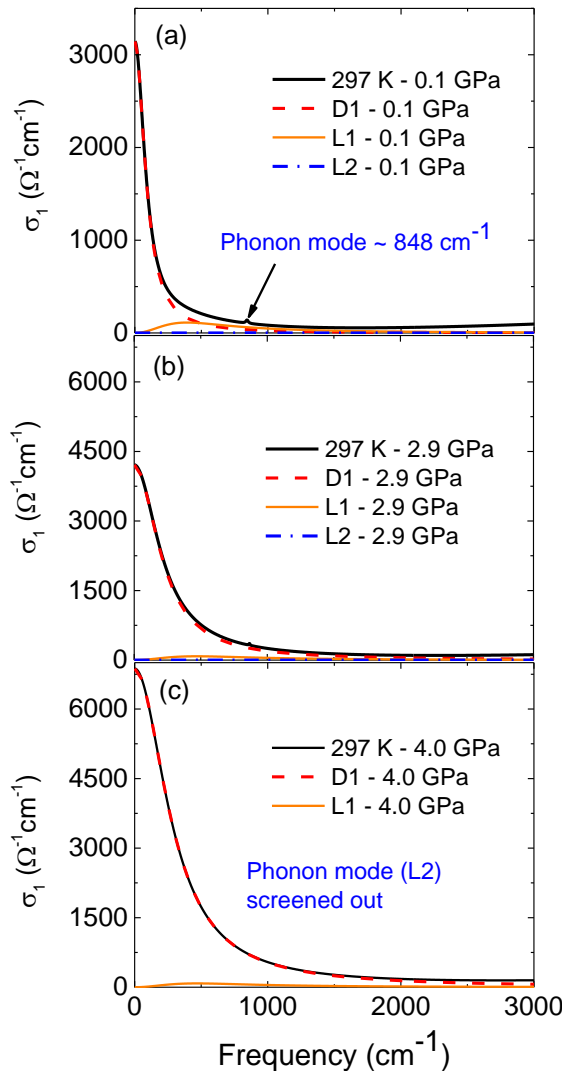 (a)
3000
2000
1000
0
σ₁ (Ω⁻¹cm⁻¹)
297 K - 0.1 GPa
D1 - 0.1 GPa
L1 - 0.1 GPa
L2 - 0.1 GPa
Phonon mode ~ 848 cm⁻¹
(b)
6000
4500
3000
1500
0
σ₁ (Ω⁻¹cm⁻¹)
297 K - 2.9 GPa
D1 - 2.9 GPa
L1 - 2.9 GPa
L2 - 2.9 GPa
(c)
6000
4500
3000
1500
0
σ₁ (Ω⁻¹cm⁻¹)
297 K - 4.0 GPa
D1 - 4.0 GPa
L1 - 4.0 GPa
Phonon mode (L2)
screened out
0 1000 2000 3000
Frequency (cm⁻¹)